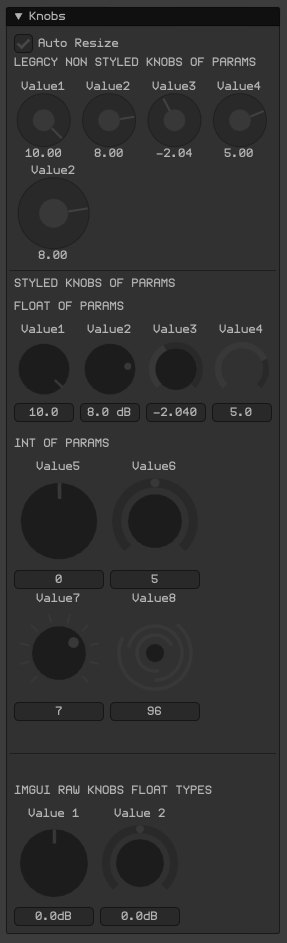 Knobs
Auto Resize
LEGACY NON STYLED KNOBS OF PARAMS
Value1 Value2 Value3 Value4
10.00 8.00 -2.04 5.00
Value2
8.00
STYLED KNOBS OF PARAMS
FLOAT OF PARAMS
Value1 Value2 Value3 Value4
10.0 8.0 dB -2.040 5.0
INT OF PARAMS
Value5 Value6
0 5
Value7 Value8
7 96
IMGUI RAW KNOBS FLOAT TYPES
Value 1 Value 2
0.0dB 0.0dB